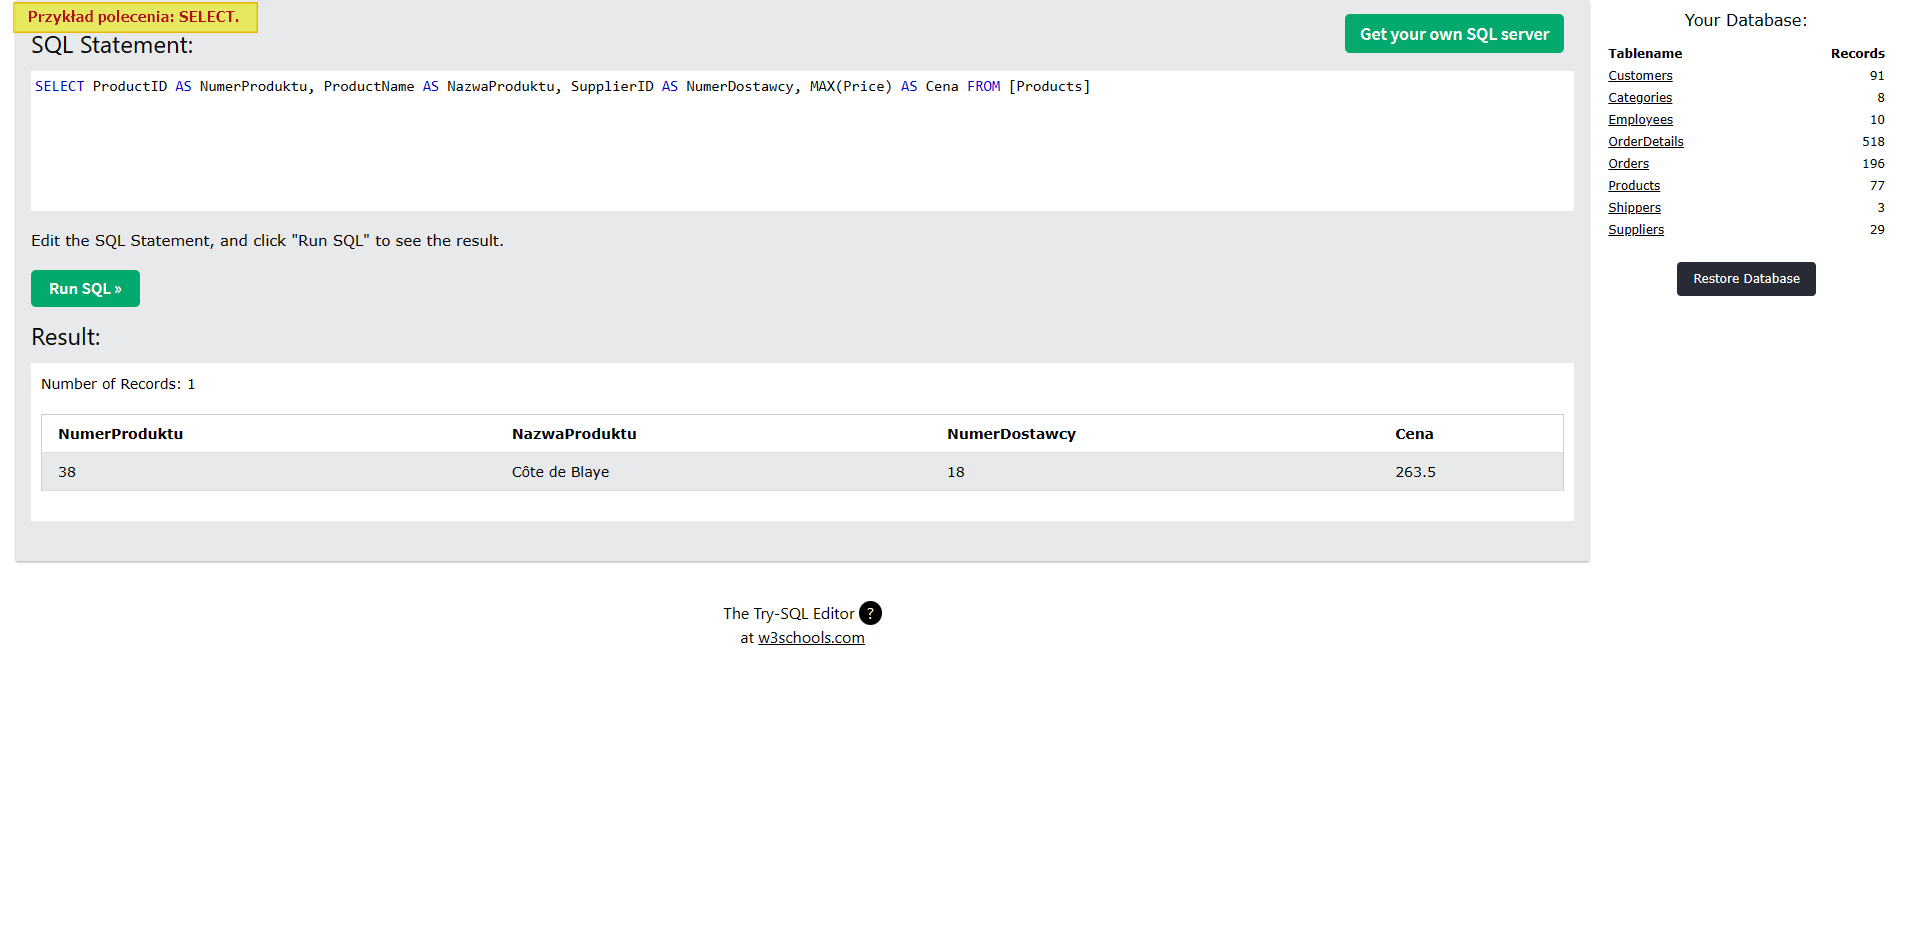 Przykład polecenia: SELECT.
SQL Statement:
Get your own SQL server
SELECT ProductID AS NumerProduktu, ProductName AS NazwaProduktu, SupplierID AS NumerDostawcy, MAX(Price) AS Cena FROM [Products]
Edit the SQL Statement, and click "Run SQL" to see the result.
Run SQL »
Result:
Number of Records: 1
NumerProduktu NazwaProduktu NumerDostawcy Cena
38 Côte de Blaye 18 263.5
The Try-SQL Editor ?
at w3schools.com
Your Database:
Tablename Records
Customers 91
Categories 8
Employees 10
OrderDetails 518
Orders 196
Products 77
Shippers 3
Suppliers 29
Restore Database